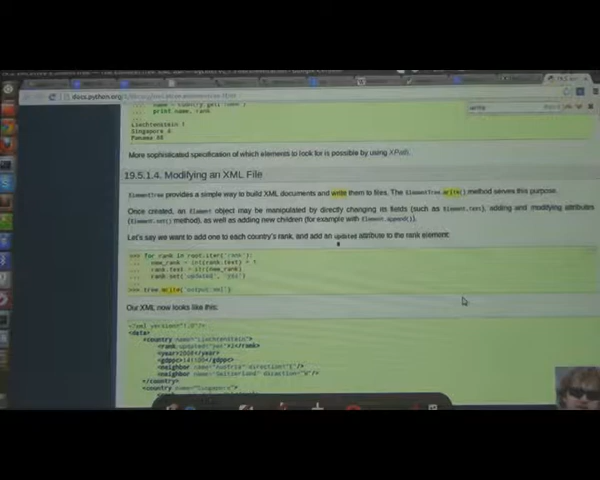 docs.python.org
write
... name = country.get('name')
... print name, rank
...
Liechtenstein 1
Singapore 4
Panama 68
More sophisticated specification of which elements to look for is possible by using XPath.
19.5.1.4. Modifying an XML File
ElementTree provides a simple way to build XML documents and write them to files. The ElementTree.write() method serves this purpose.
Once created, an Element object may be manipulated by directly changing its fields (such as Element.text), adding and modifying attributes
(Element.set() method), as well as adding new children (for example with Element.append()).
Let's say we want to add one to each country's rank, and add an updated attribute to the rank element:
>>> for rank in root.iter('rank'):
... new_rank = int(rank.text) + 1
... rank.text = str(new_rank)
... rank.set('updated', 'yes')
...
>>> tree.write('output.xml')
Our XML now looks like this:
<?xml version="1.0"?>
<data>
<country name="Liechtenstein">
<rank updated="yes">2</rank>
<year>2008</year>
<gdppc>141100</gdppc>
<neighbor name="Austria" direction="E"/>
<neighbor name="Switzerland" direction="W"/>
</country>
<country name="Singapore">